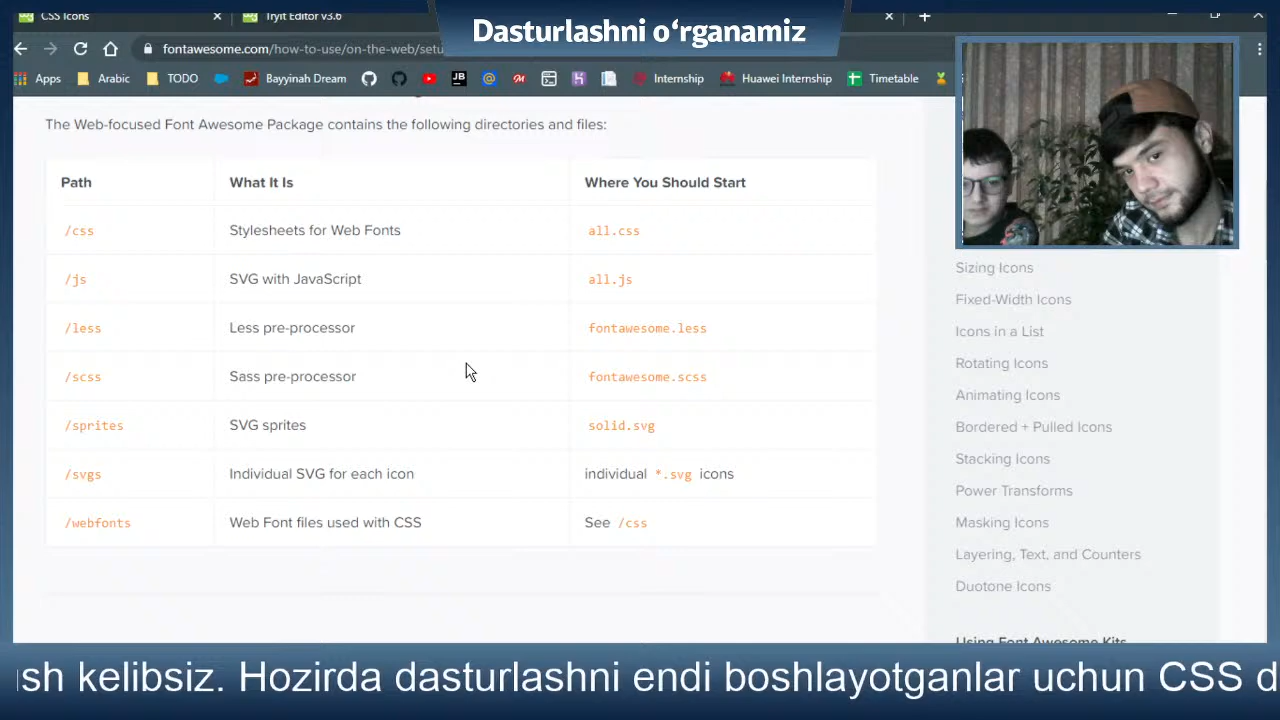 CSS Icons
Tryit Editor v3.6
Dasturlashni o‘rganamiz
fontawesome.com/how-to-use/on-the-web/setu
Apps
Arabic
TODO
Bayyinah Dream
Internship
Huawei Internship
Timetable
The Web-focused Font Awesome Package contains the following directories and files:
Path What It Is Where You Should Start
/css Stylesheets for Web Fonts all.css
/js SVG with JavaScript all.js
/less Less pre-processor fontawesome.less
/scss Sass pre-processor fontawesome.scss
/sprites SVG sprites solid.svg
/svgs Individual SVG for each icon individual *.svg icons
/webfonts Web Font files used with CSS See /css
Sizing Icons
Fixed-Width Icons
Icons in a List
Rotating Icons
Animating Icons
Bordered + Pulled Icons
Stacking Icons
Power Transforms
Masking Icons
Layering, Text, and Counters
Duotone Icons
Using Font Awesome Kits
ush kelibsiz. Hozirda dasturlashni endi boshlayotganlar uchun CSS d